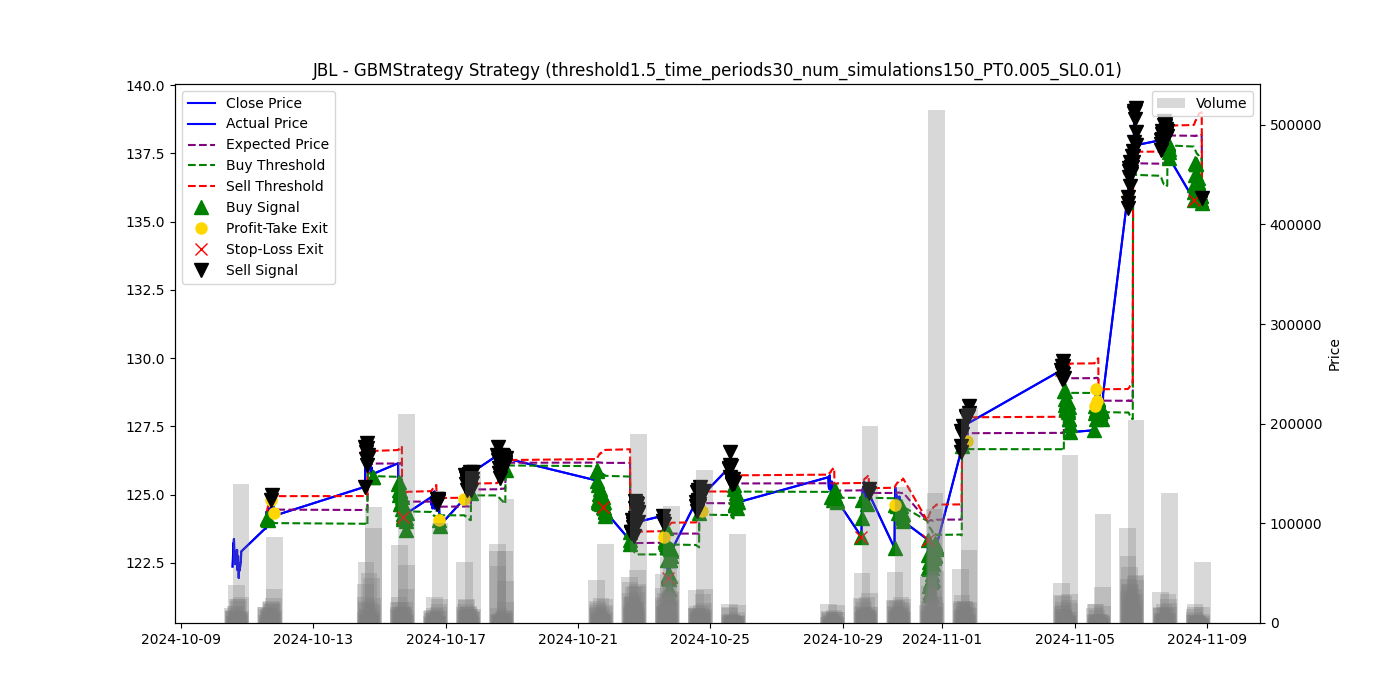 JBL - GBMStrategy Strategy (threshold1.5_time_periods30_num_simulations150_PT0.005_SL0.01)
140.0
137.5
135.0
132.5
130.0
127.5
125.0
122.5
Close Price
Actual Price
Expected Price
Buy Threshold
Sell Threshold
Buy Signal
Profit-Take Exit
Stop-Loss Exit
Sell Signal
Volume
500000
400000
300000
200000
100000
0
Price
2024-10-09
2024-10-13
2024-10-17
2024-10-21
2024-10-25
2024-10-29
2024-11-01
2024-11-05
2024-11-09